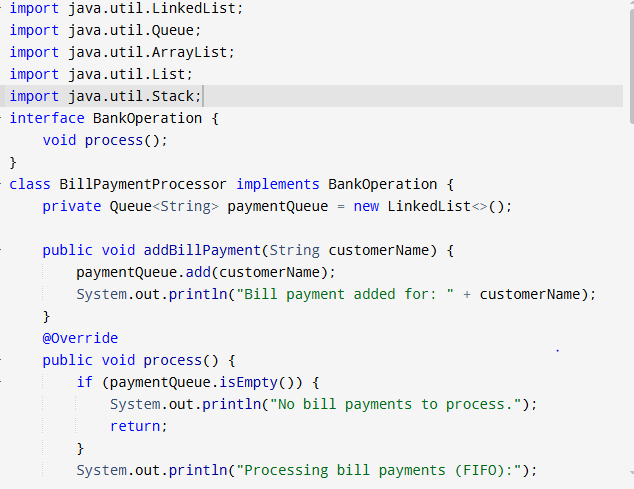 import java.util.LinkedList;
import java.util.Queue;
import java.util.ArrayList;
import java.util.List;
import java.util.Stack;
interface BankOperation {
    void process();
}
class BillPaymentProcessor implements BankOperation {
    private Queue<String> paymentQueue = new LinkedList<>();

    public void addBillPayment(String customerName) {
        paymentQueue.add(customerName);
        System.out.println("Bill payment added for: " + customerName);
    }
    @Override
    public void process() {
        if (paymentQueue.isEmpty()) {
            System.out.println("No bill payments to process.");
            return;
        }
        System.out.println("Processing bill payments (FIFO):");